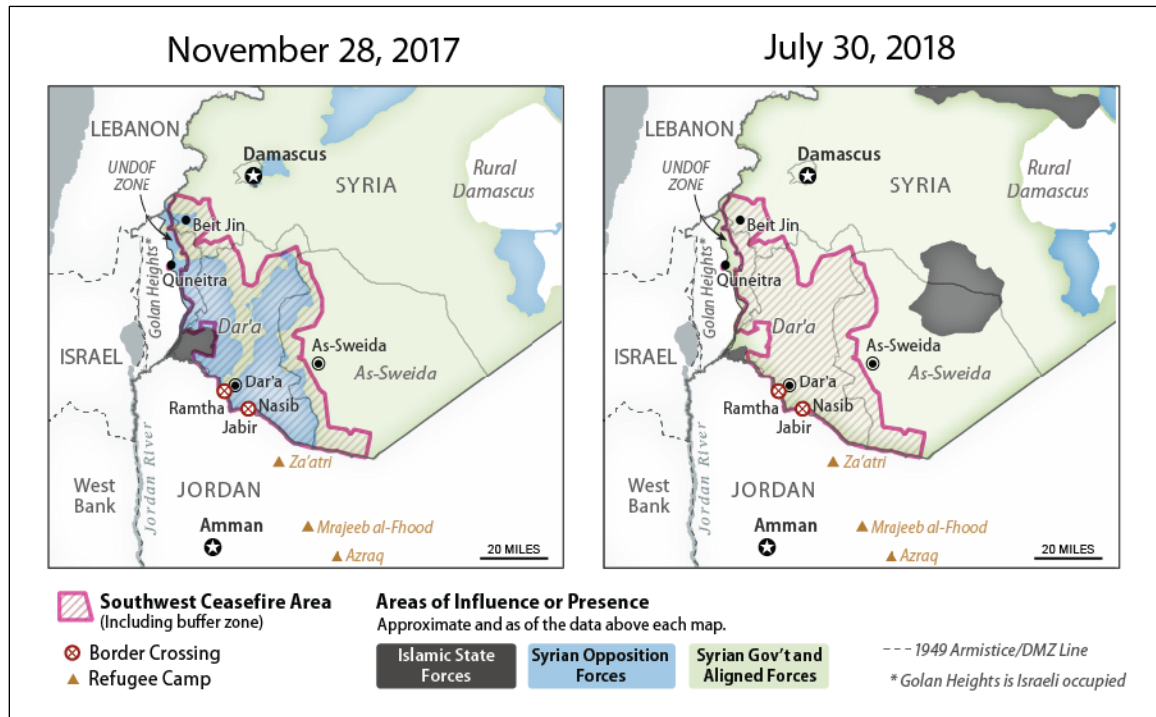 November 28, 2017
LEBANON
UNDOF
ZONE
Damascus
SYRIA
Rural
Damascus
Beit Jin
Golan Heights*
Quneitra
Dar'a
ISRAEL
As-Sweida
As-Sweida
Dar'a
Ramtha
Nasib
Jabir
Jordan River
Za'atri
West
Bank
JORDAN
Amman
Mrajeeb al-Fhood
Azraq
20 MILES
July 30, 2018
LEBANON
UNDOF
ZONE
Damascus
SYRIA
Rural
Damascus
Beit Jin
Golan Heights*
Quneitra
Dar'a
ISRAEL
As-Sweida
As-Sweida
Dar'a
Ramtha
Nasib
Jabir
Jordan River
Za'atri
West
Bank
JORDAN
Amman
Mrajeeb al-Fhood
Azraq
20 MILES
Southwest Ceasefire Area
(Including buffer zone)
Border Crossing
Refugee Camp
Areas of Influence or Presence
Approximate and as of the data above each map.
Islamic State
Forces
Syrian Opposition
Forces
Syrian Gov't and
Aligned Forces
1949 Armistice/DMZ Line
* Golan Heights is Israeli occupied